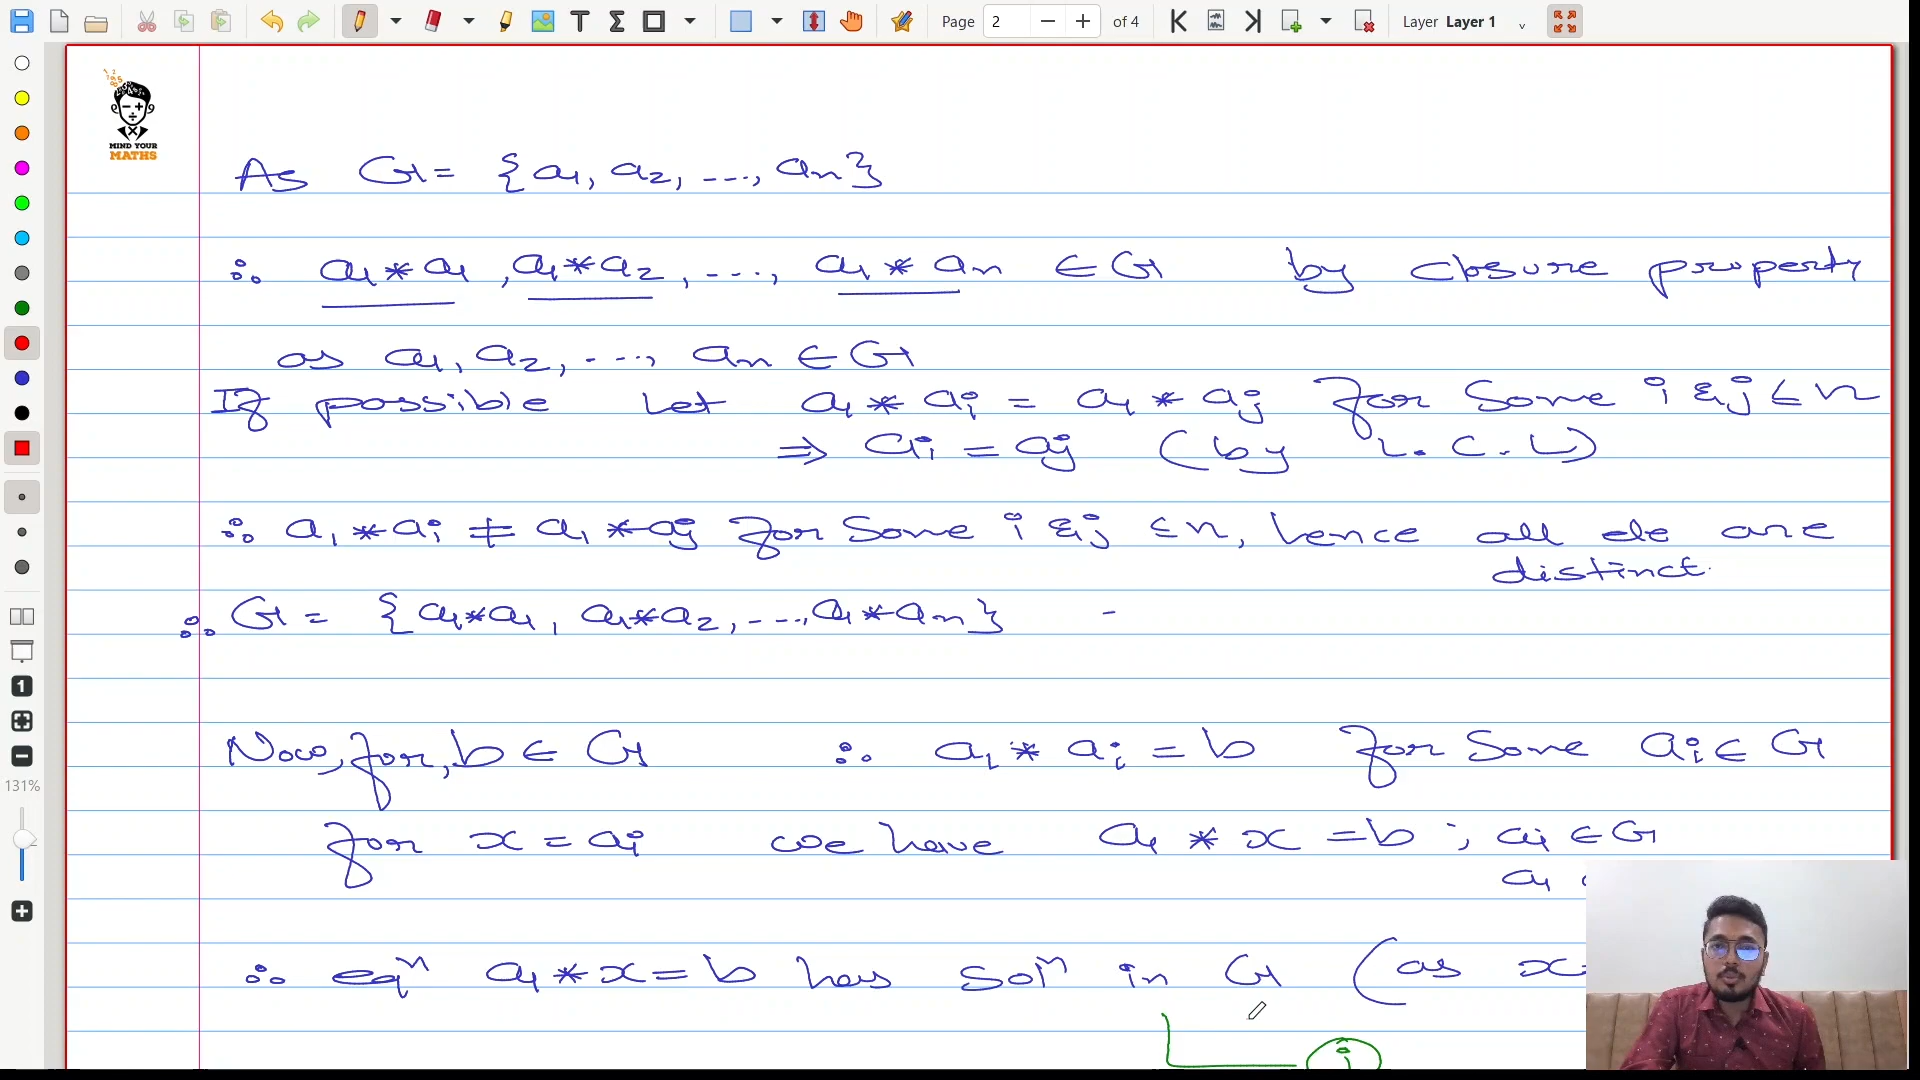 Page 2 of 4 Layer Layer 1
MIND YOUR
MATHS
As G = {a₁, a₂, ..., aₙ}
∴ a₁ * a₁, a₁ * a₂, ..., a₁ * aₙ ∈ G by closure property
as a₁, a₂, ..., aₙ ∈ G
If possible Let a₁ * aᵢ = a₁ * aⱼ for some i & j ≤ n
⇒ aᵢ = aⱼ (by L.C.L)
∴ a₁ * aᵢ ≠ a₁ * aⱼ for some i & j ≤ n, hence all ele are
distinct.
∴ G = {a₁*a₁, a₁*a₂, ..., a₁*aₙ} -
Now, for, b ∈ G ∴ a₁ * aᵢ = b for some aᵢ ∈ G
for x = aᵢ we have a₁ * x = b ; aᵢ ∈ G
a₁
∴ eqⁿ a₁ * x = b has solⁿ in G (as x=
i
1
131%